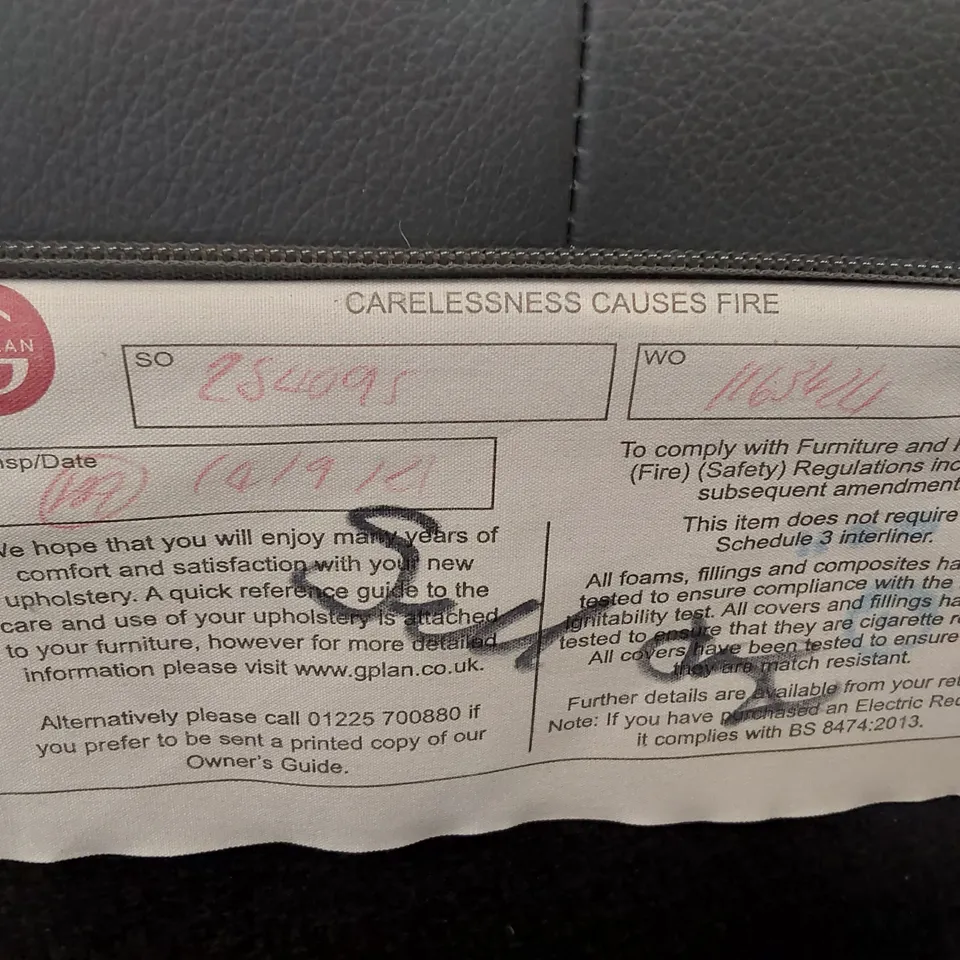 CARELESSNESS CAUSES FIRE
LAN
G
SO 254095
WO
nsp/Date
We hope that you will enjoy many years of
comfort and satisfaction with your new
upholstery. A quick reference guide to the
care and use of your upholstery is attached
to your furniture, however for more detailed
information please visit www.gplan.co.uk.
Alternatively please call 01225 700880 if
you prefer to be sent a printed copy of our
Owner's Guide.
To comply with Furniture and
(Fire) (Safety) Regulations inc
subsequent amendment
This item does not require
Schedule 3 interliner.
All foams, fillings and composites ha
tested to ensure compliance with the
ignitability test. All covers and fillings ha
tested to ensure that they are cigarette r
All covers have been tested to ensure
they are match resistant.
Further details are available from your ret
Note: If you have purchased an Electric Rec
it complies with BS 8474:2013.